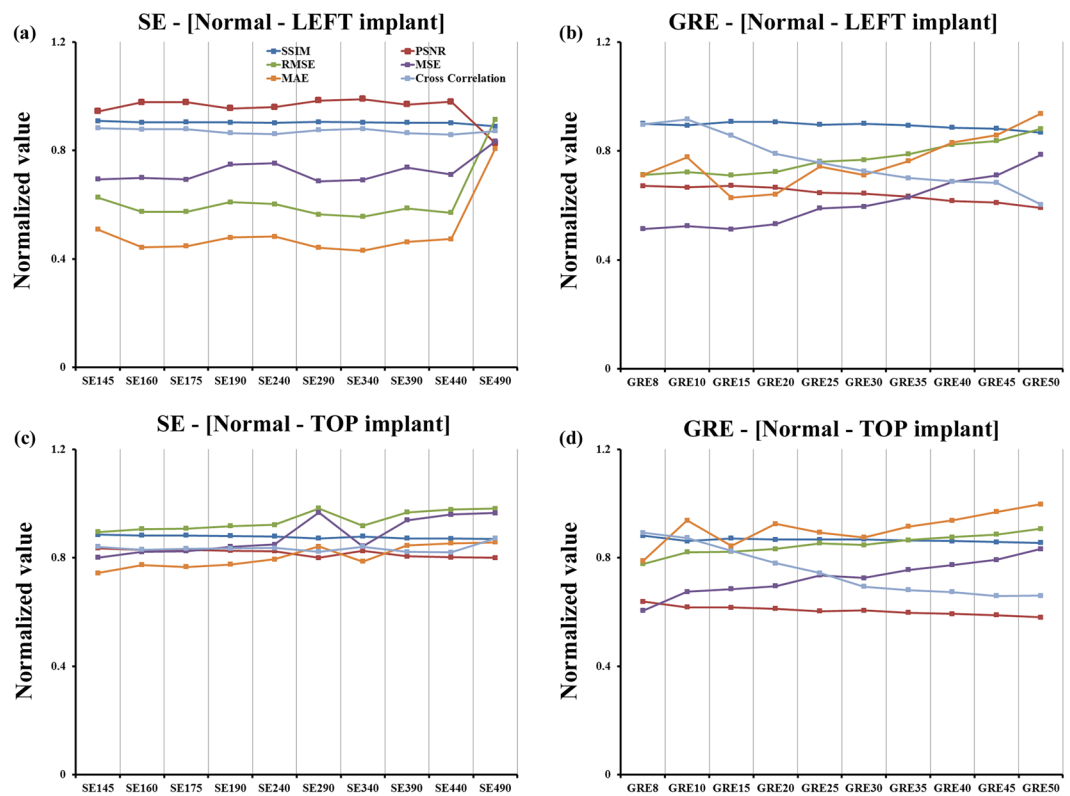 (a) SE - [Normal - LEFT implant]
1.2
SSIM PSNR
RMSE MSE
MAE Cross Correlation
0.8
Normalized value
0.4
0
SE145 SE160 SE175 SE190 SE240 SE290 SE340 SE390 SE440 SE490
(b) GRE - [Normal - LEFT implant]
1.2
0.8
Normalized value
0.4
0
GRE8 GRE10 GRE15 GRE20 GRE25 GRE30 GRE35 GRE40 GRE45 GRE50
(c) SE - [Normal - TOP implant]
1.2
0.8
Normalized value
0.4
0
SE145 SE160 SE175 SE190 SE240 SE290 SE340 SE390 SE440 SE490
(d) GRE - [Normal - TOP implant]
1.2
0.8
Normalized value
0.4
0
GRE8 GRE10 GRE15 GRE20 GRE25 GRE30 GRE35 GRE40 GRE45 GRE50